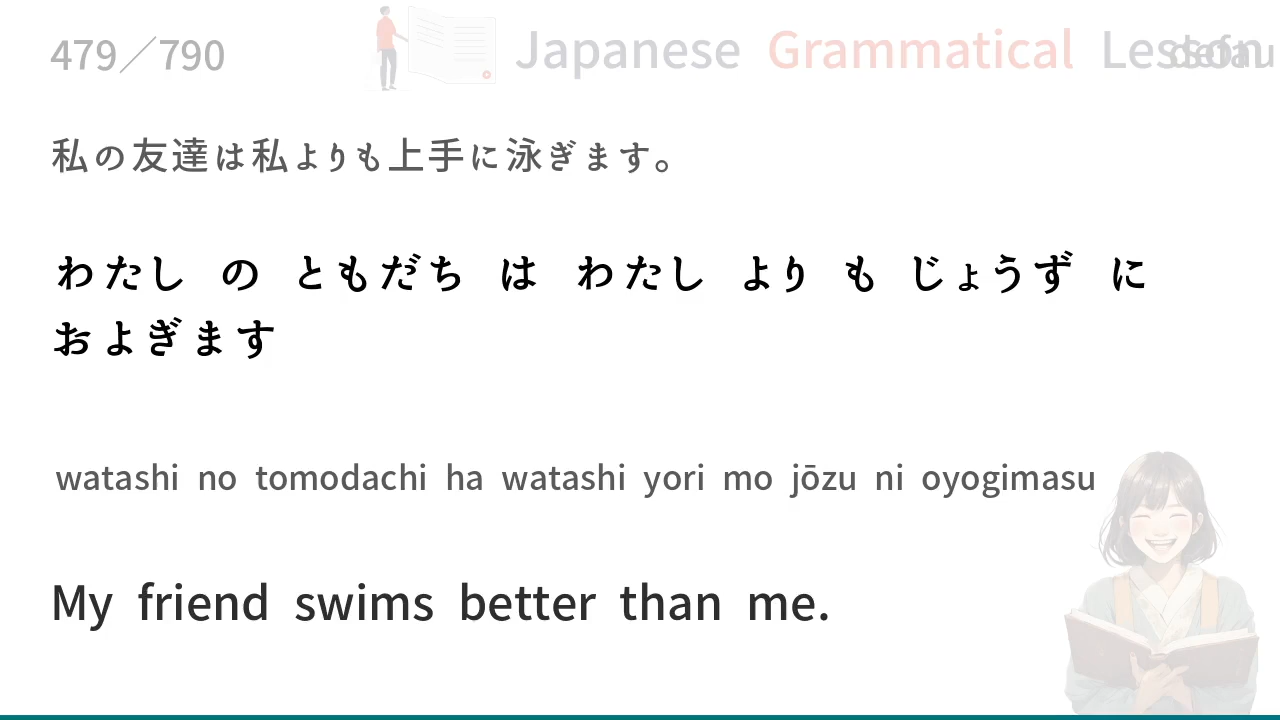 479／790
Japanese Grammatical Lesson
私の友達は私よりも上手に泳ぎます。
わたし の ともだち は わたし より も じょうず に
およぎます
watashi no tomodachi ha watashi yori mo jōzu ni oyogimasu
My friend swims better than me.